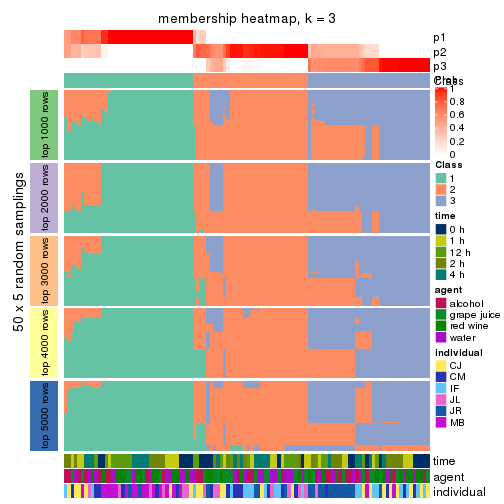 membership heatmap, k = 3
p1
p2
p3
Class
Class
1
0.8
0.6
0.4
0.2
0
Class
1
2
3
time
0 h
1 h
12 h
2 h
4 h
agent
alcohol
grape juice
red wine
water
individual
CJ
CM
IF
JL
JR
MB
50 x 5 random samplings
top 1000 rows
top 2000 rows
top 3000 rows
top 4000 rows
top 5000 rows
time
agent
individual